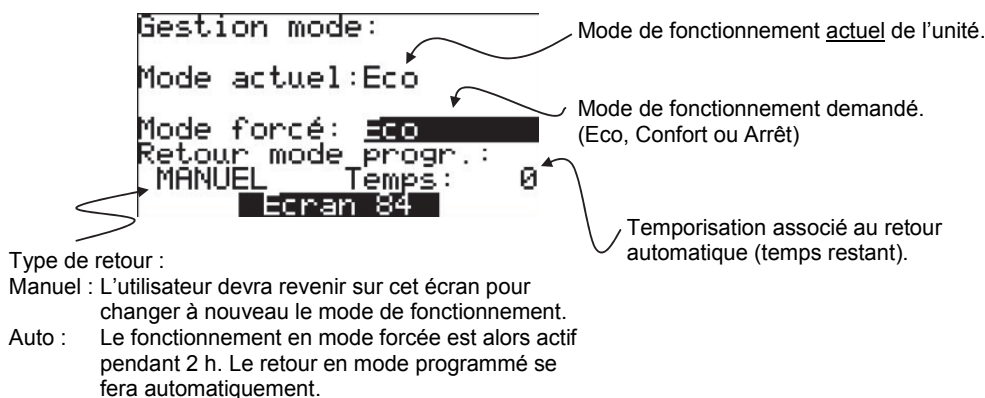 Gestion mode:
Mode actuel:Eco
Mode forcé: Eco
Retour mode progr.:
MANUEL Temps: 0
Ecran 84
Mode de fonctionnement actuel de l'unité.
Mode de fonctionnement demandé.
(Eco, Confort ou Arrêt)
Temporisation associé au retour
automatique (temps restant).
Type de retour :
Manuel : L'utilisateur devra revenir sur cet écran pour
changer à nouveau le mode de fonctionnement.
Auto : Le fonctionnement en mode forcée est alors actif
pendant 2 h. Le retour en mode programmé se
fera automatiquement.